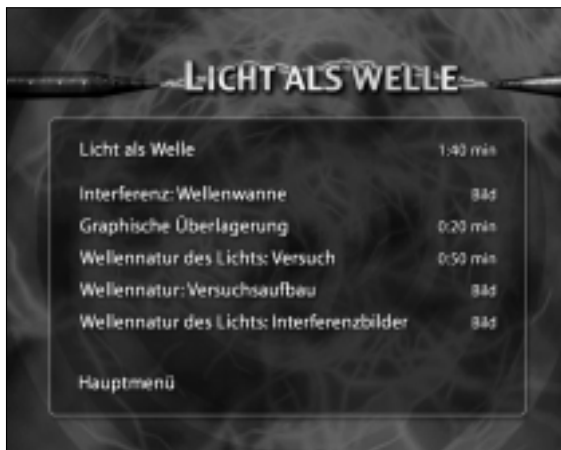 LICHT ALS WELLE
Licht als Welle 1:40 min
Interferenz: Wellenwanne Bild
Graphische Überlagerung 0:20 min
Wellennatur des Lichts: Versuch 0:50 min
Wellennatur: Versuchsaufbau Bild
Wellennatur des Lichts: Interferenzbilder Bild
Hauptmenü